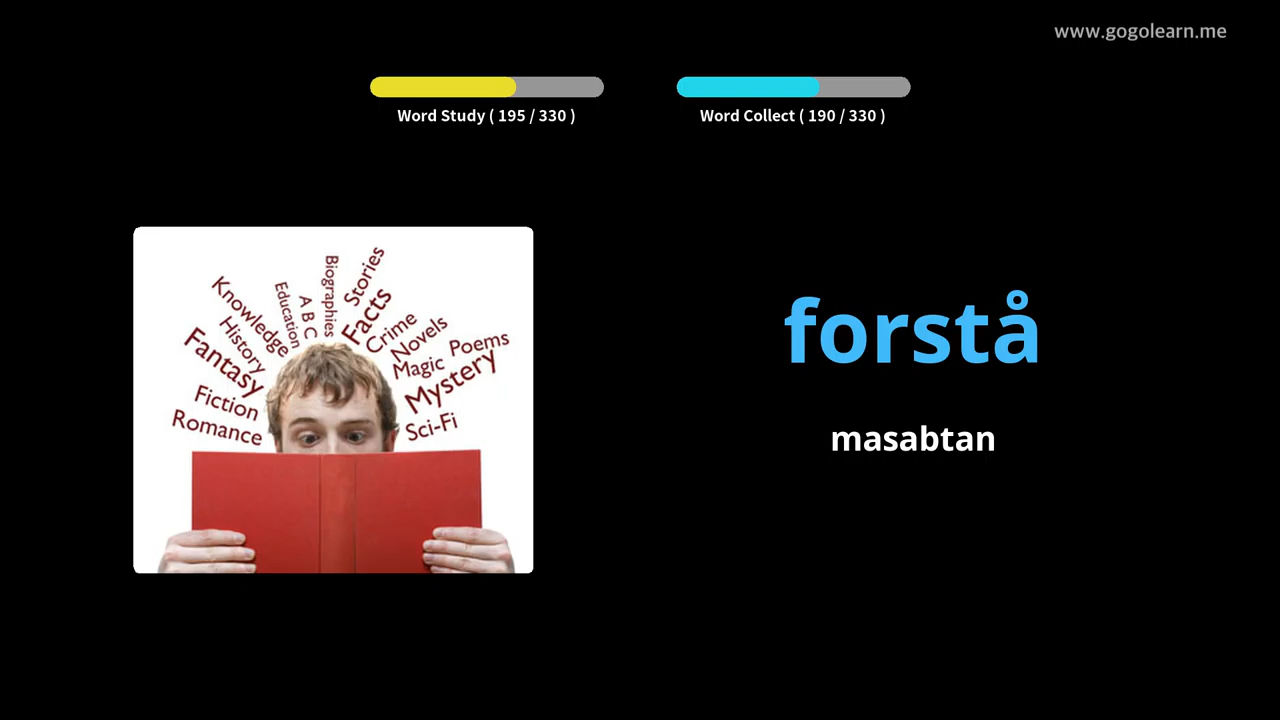 www.gogolearn.me
Word Study ( 195 / 330 )
Word Collect ( 190 / 330 )
Knowledge
Education
A B C
Biographies
Stories
Facts
History
Crime
Novels
Fantasy
Magic
Poems
Mystery
Fiction
Romance
Sci-Fi
forstå
masabtan